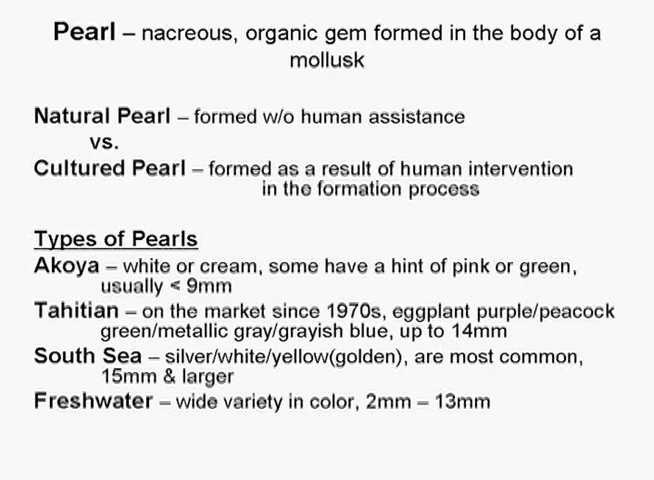 Pearl – nacreous, organic gem formed in the body of a
mollusk
Natural Pearl – formed w/o human assistance
vs.
Cultured Pearl – formed as a result of human intervention
in the formation process
Types of Pearls
Akoya – white or cream, some have a hint of pink or green,
usually < 9mm
Tahitian – on the market since 1970s, eggplant purple/peacock
green/metallic gray/grayish blue, up to 14mm
South Sea – silver/white/yellow(golden), are most common,
15mm & larger
Freshwater – wide variety in color, 2mm – 13mm